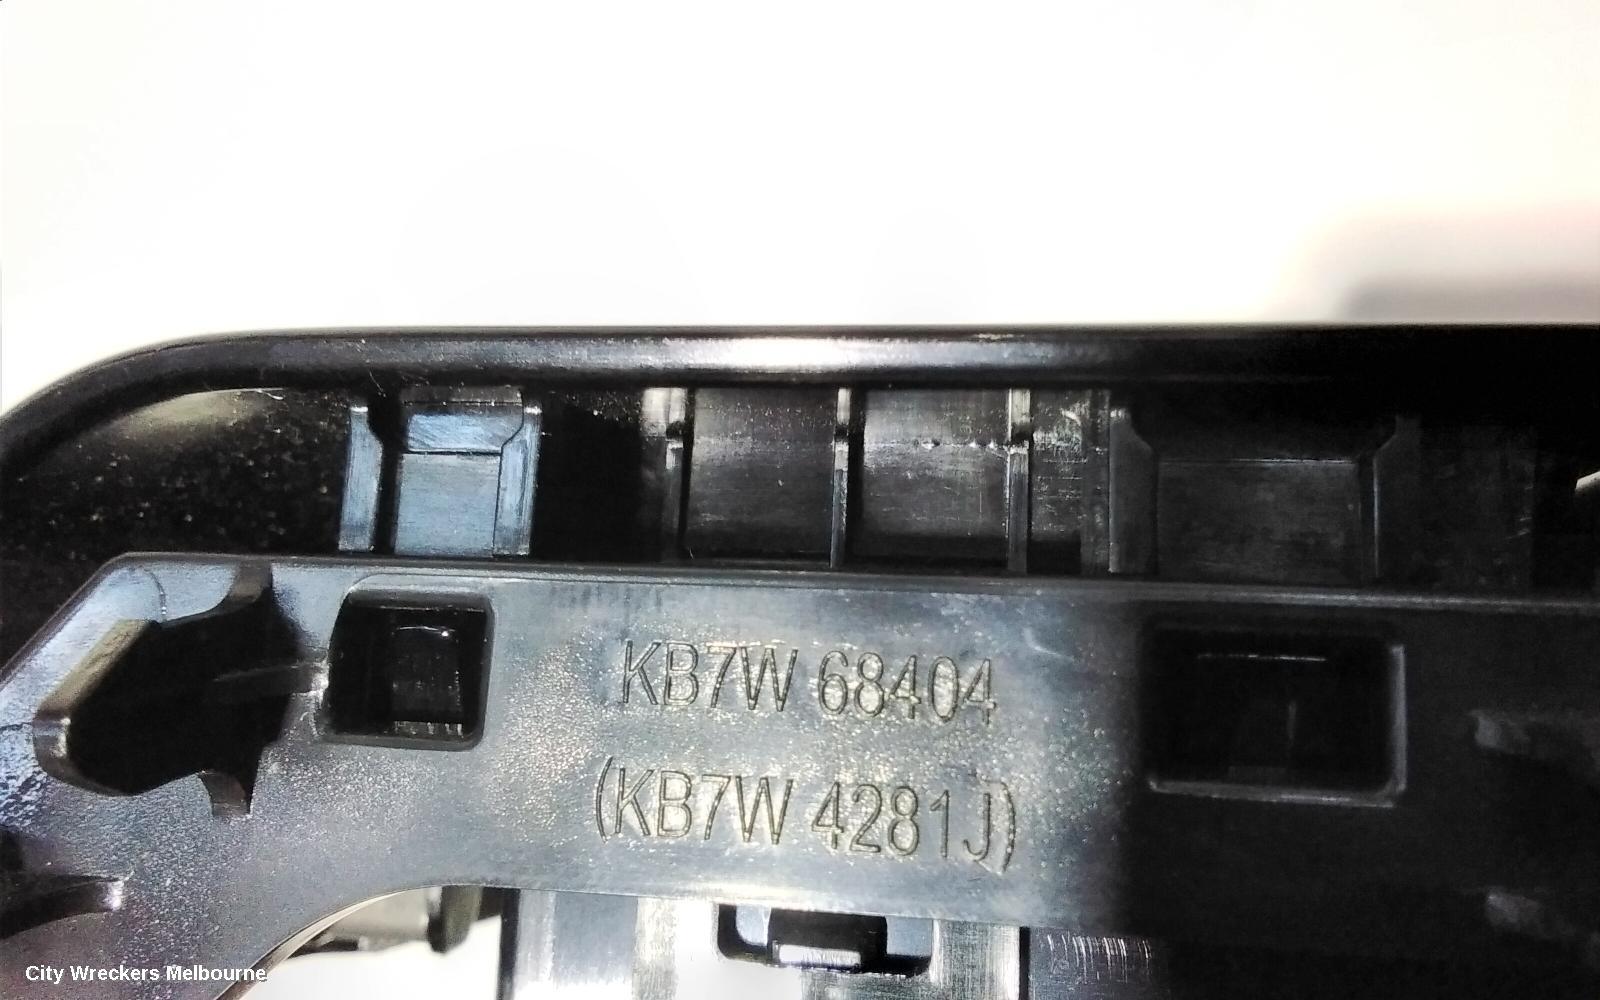 KB7W 68404
(KB7W 4281J)
City Wreckers Melbourne